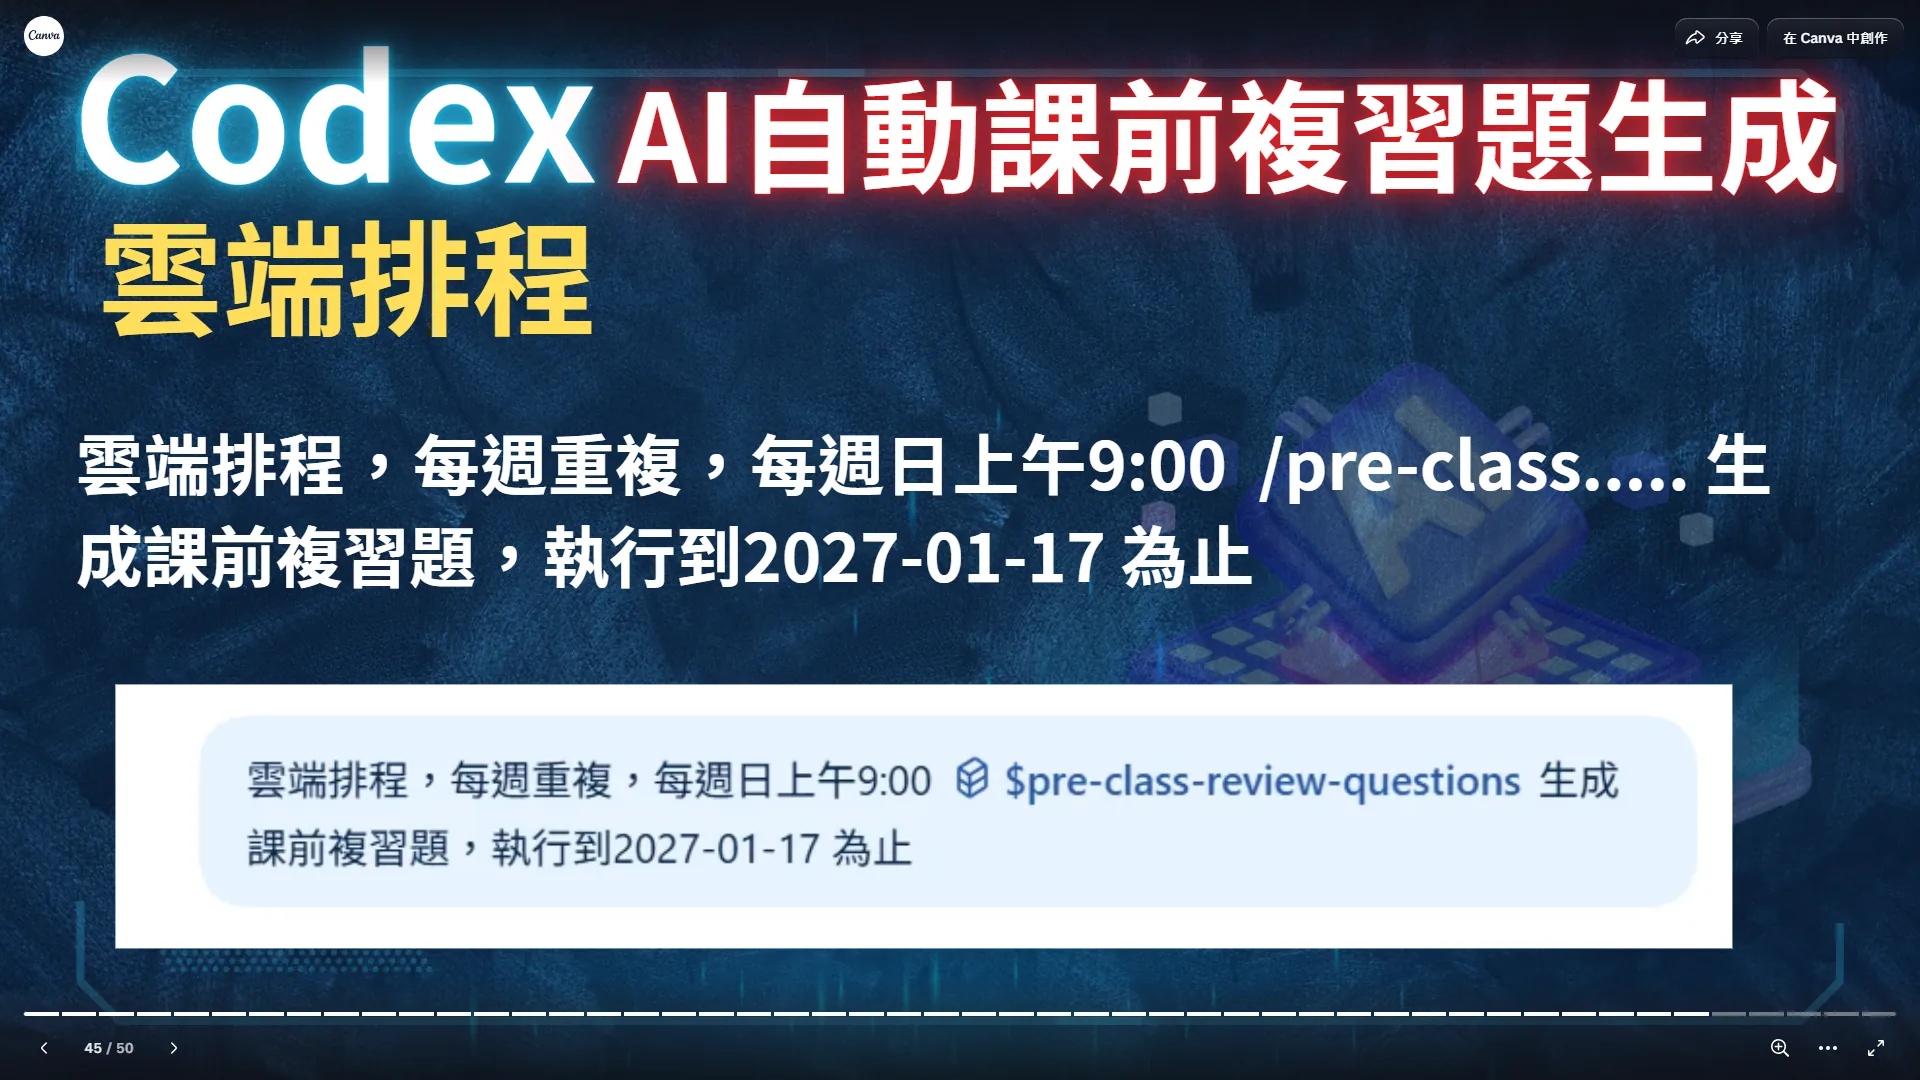 Canva
分享
在 Canva 中創作
Codex AI自動課前複習題生成
雲端排程
雲端排程，每週重複，每週日上午9:00 /pre-class..... 生
成課前複習題，執行到2027-01-17 為止
AI
雲端排程，每週重複，每週日上午9:00 $pre-class-review-questions 生成
課前複習題，執行到2027-01-17 為止
45 / 50